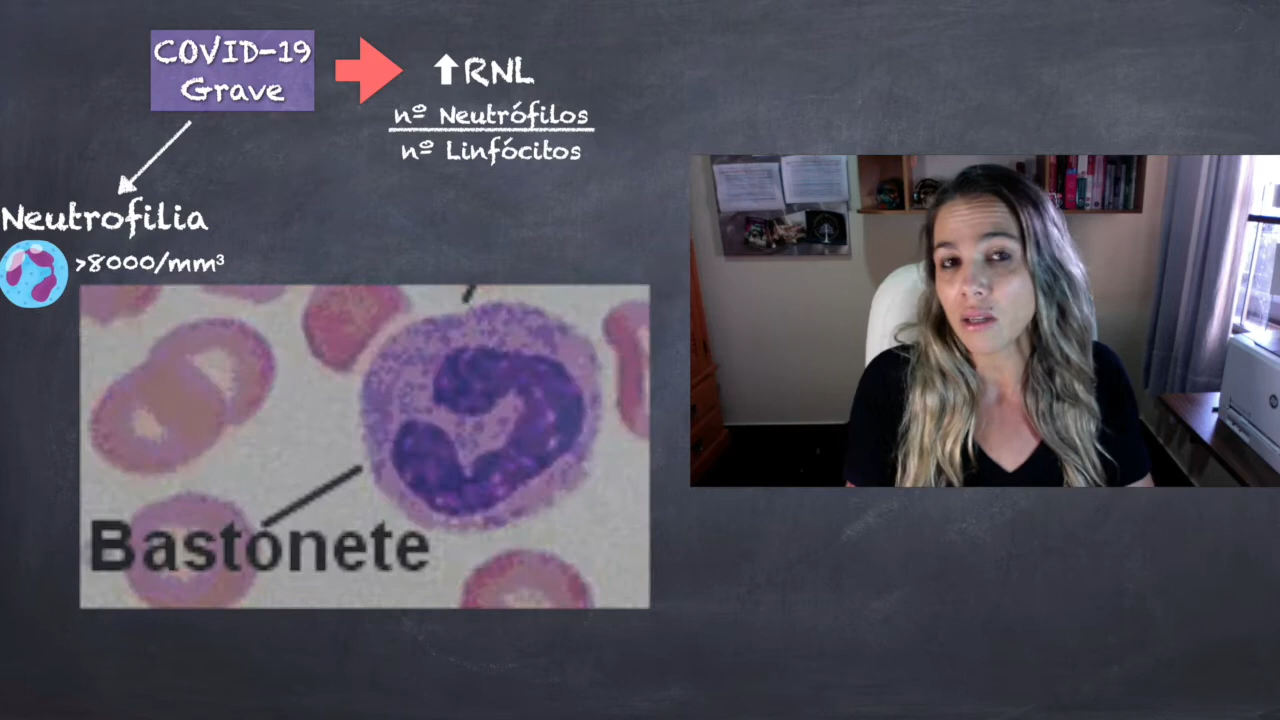 COVID-19
Grave
⬆RNL
nº Neutrófilos
nº Linfócitos
Neutrofilia
>8000/mm³
Bastonete